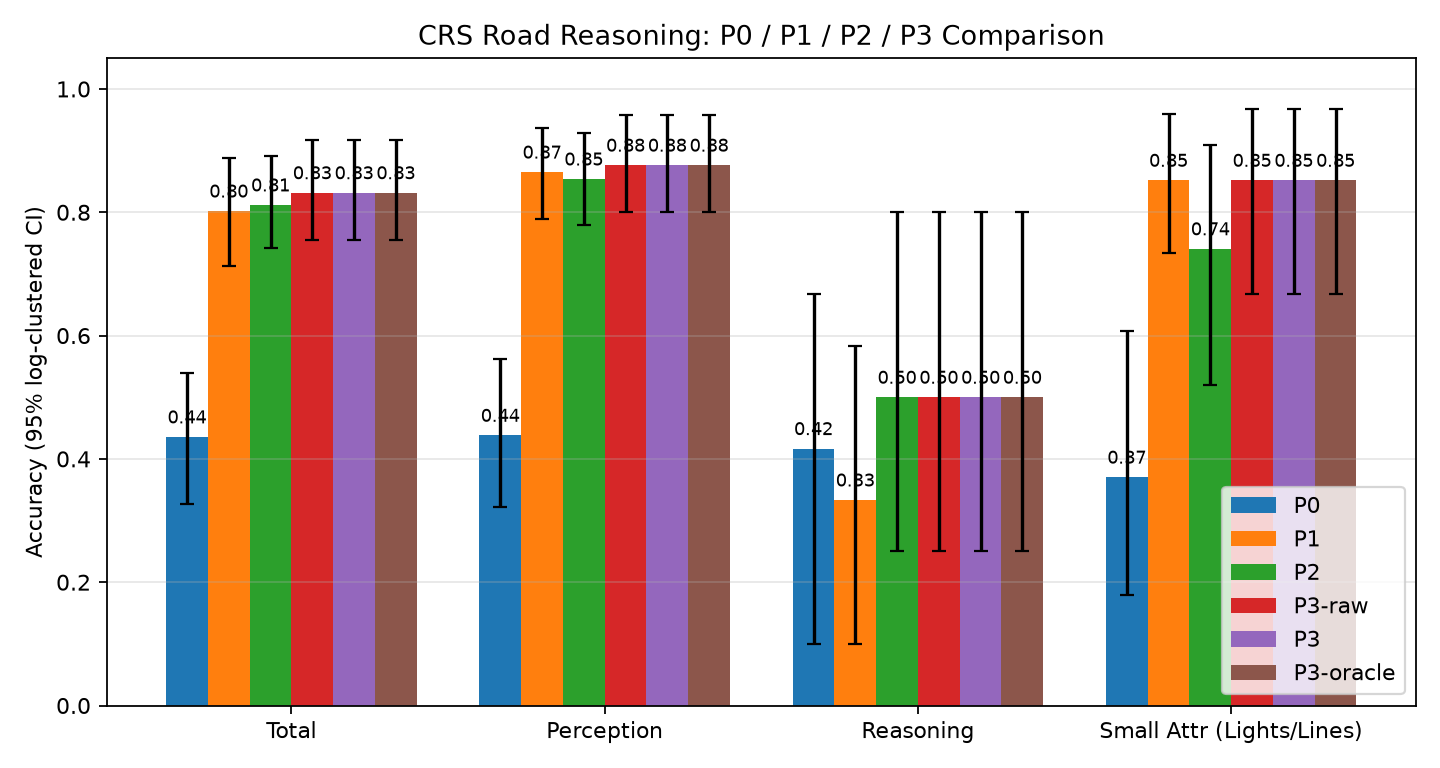 CRS Road Reasoning: P0 / P1 / P2 / P3 Comparison
Accuracy (95% log-clustered CI)
1.0
0.8
0.6
0.4
0.2
0.0
0.44
0.80
0.81
0.83
0.83
0.83
0.44
0.87
0.85
0.88
0.88
0.88
0.42
0.33
0.50
0.50
0.50
0.50
0.37
0.85
0.74
0.85
0.85
0.85
P0
P1
P2
P3-raw
P3
P3-oracle
Total
Perception
Reasoning
Small Attr (Lights/Lines)